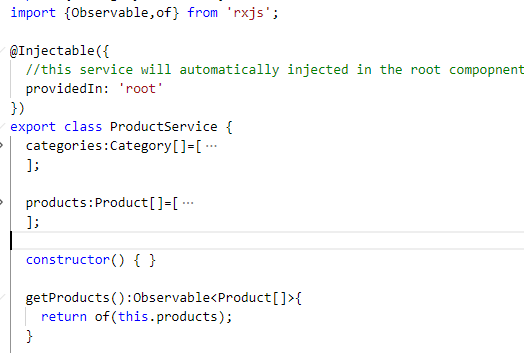 import {Observable,of} from 'rxjs';
@Injectable({
//this service will automatically injected in the root compopnent
providedIn: 'root'
})
export class ProductService {
categories:Category[]=[ ···
];
products:Product[]=[ ···
];
constructor() { }
getProducts():Observable<Product[]>{
return of(this.products);
}